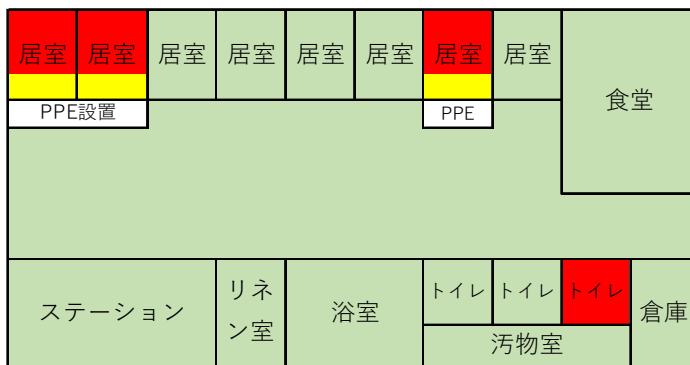 居室 居室 居室 居室 居室 居室 居室 居室
食堂
PPE設置 PPE
ステーション
リネ
ン室
浴室
トイレ トイレ トイレ
倉庫
汚物室